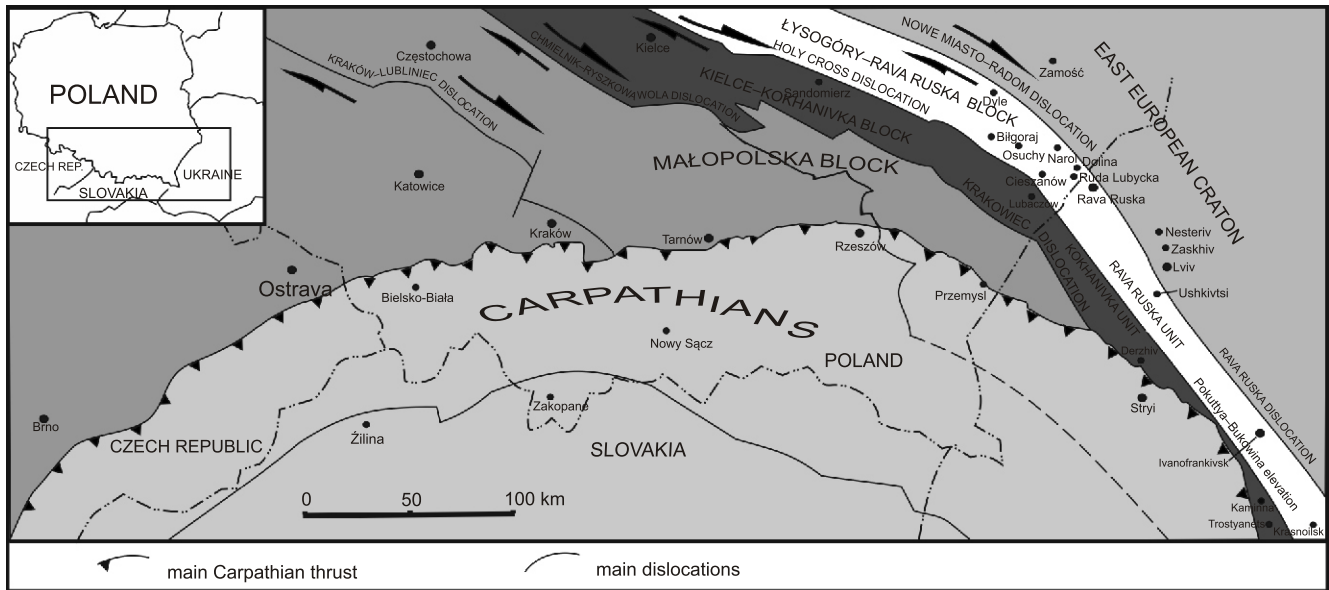 POLAND
CZECH REP.
UKRAINE
SLOVAKIA
Częstochowa
KRAKÓW–LUBLINIEC DISLOCATION
CHMIELNIK–RYSZKOWA WOLA DISLOCATION
Kielce
KIELCE–KOKHANIVKA BLOCK
ŁYSOGÓRY–RAVA RUSKA BLOCK
HOLY CROSS DISLOCATION
NOWE MIASTO–RADOM DISLOCATION
EAST EUROPEAN CRATON
Zamość
Sandomierz
Dyle
Biłgoraj
Osuchy
Narol
Dolina
Cieszanów
Ruda Lubycka
Lubaczów
Rava Ruska
MAŁOPOLSKA BLOCK
KRAKOWIEC DISLOCATION
Katowice
Kraków
Tarnów
Rzeszów
Nesteriv
Zaskhiv
Lviv
Ushkivtsi
Ostrava
Bielsko-Biała
CARPATHIANS
Przemysl
KOKHANIVKA UNIT
RAVA RUSKA UNIT
RAVA RUSKA DISLOCATION
Nowy Sącz
POLAND
Derzhiv
Stryi
Zakopane
Brno
Žilina
CZECH REPUBLIC
SLOVAKIA
Pokuttya–Bukowina elevation
Ivanofrankivsk
Kaminna
Trostyanets
Krasnoilsk
0 50 100 km
main Carpathian thrust
main dislocations